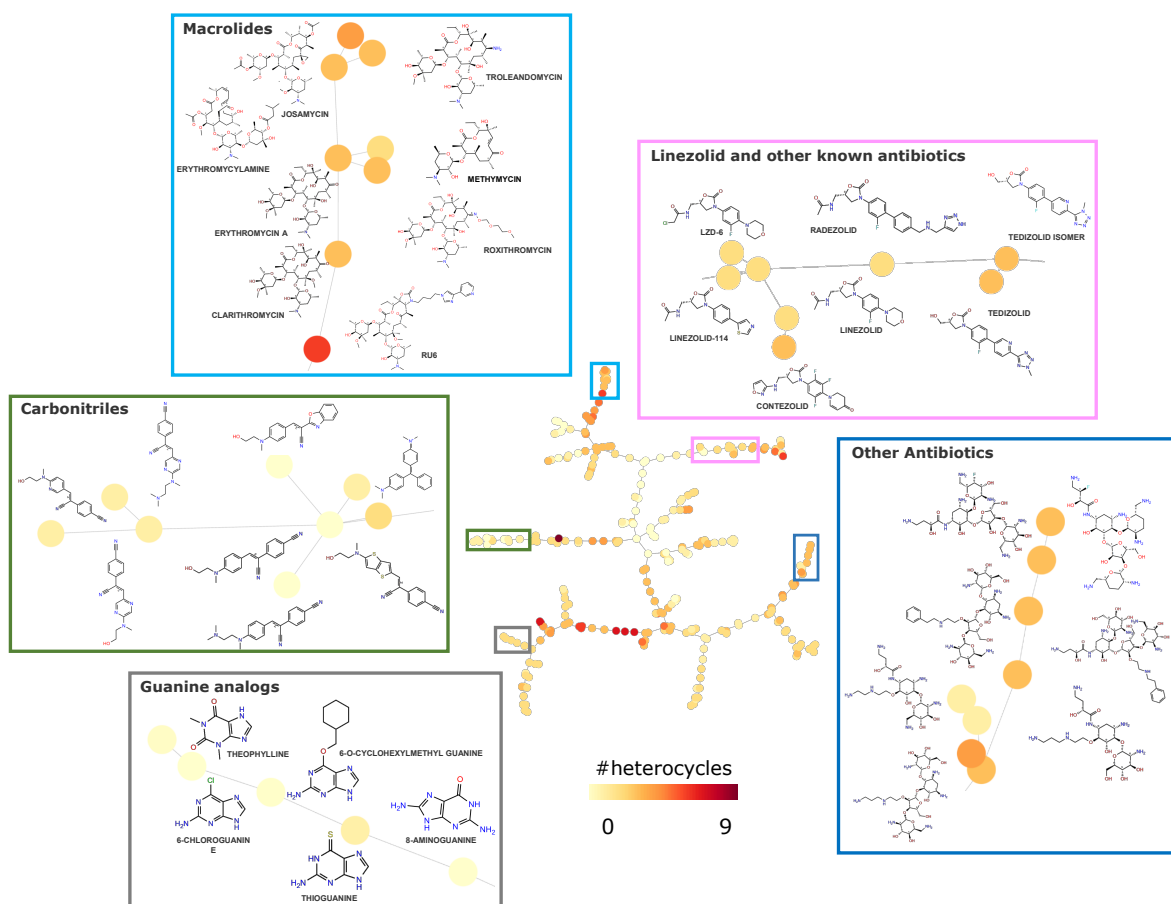 Macrolides
TROLEANDOMYCIN
JOSAMYCIN
ERYTHROMYCYLAMINE
METHYMYCIN
ERYTHROMYCIN A
ROXITHROMYCIN
CLARITHROMYCIN
RU6
Linezolid and other known antibiotics
LZD-6
RADEZOLID
TEDIZOLID ISOMER
LINEZOLID-114
LINEZOLID
TEDIZOLID
CONTEZOLID
Carbonitriles
Other Antibiotics
Guanine analogs
THEOPHYLLINE
6-O-CYCLOHEXYLMETHYL GUANINE
6-CHLOROGUANIN
E
8-AMINOGUANINE
THIOGUANINE
#heterocycles
0 9